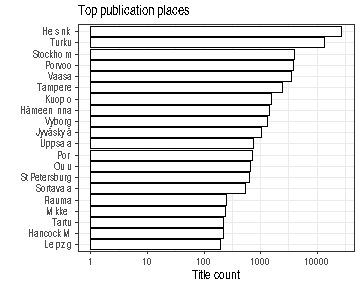 Top publication places
He s nk
Turku
Stockho m
Porvoo
Vaasa
Tampere
Kuop o
Hämeen nna
Vyborg
Jyväsky ä
Uppsa a
Por
Ou u
St Petersburg
Sortava a
Rauma
M kke
Tartu
Hancock M
Le pz g
1 10 100 1000 10000
Title count